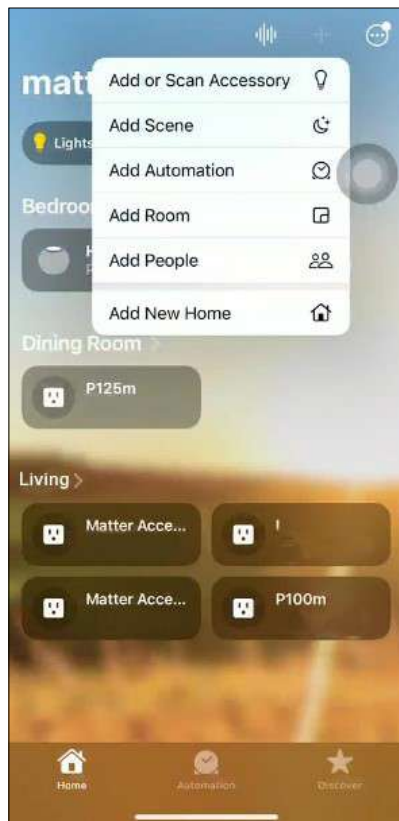 matt
Add or Scan Accessory
Add Scene
Lights
Add Automation
Bedroo
Add Room
Add People
Add New Home
Dining Room >
P125m
Living >
Matter Acce...
Matter Acce...
P100m
Home
Automation
Discover